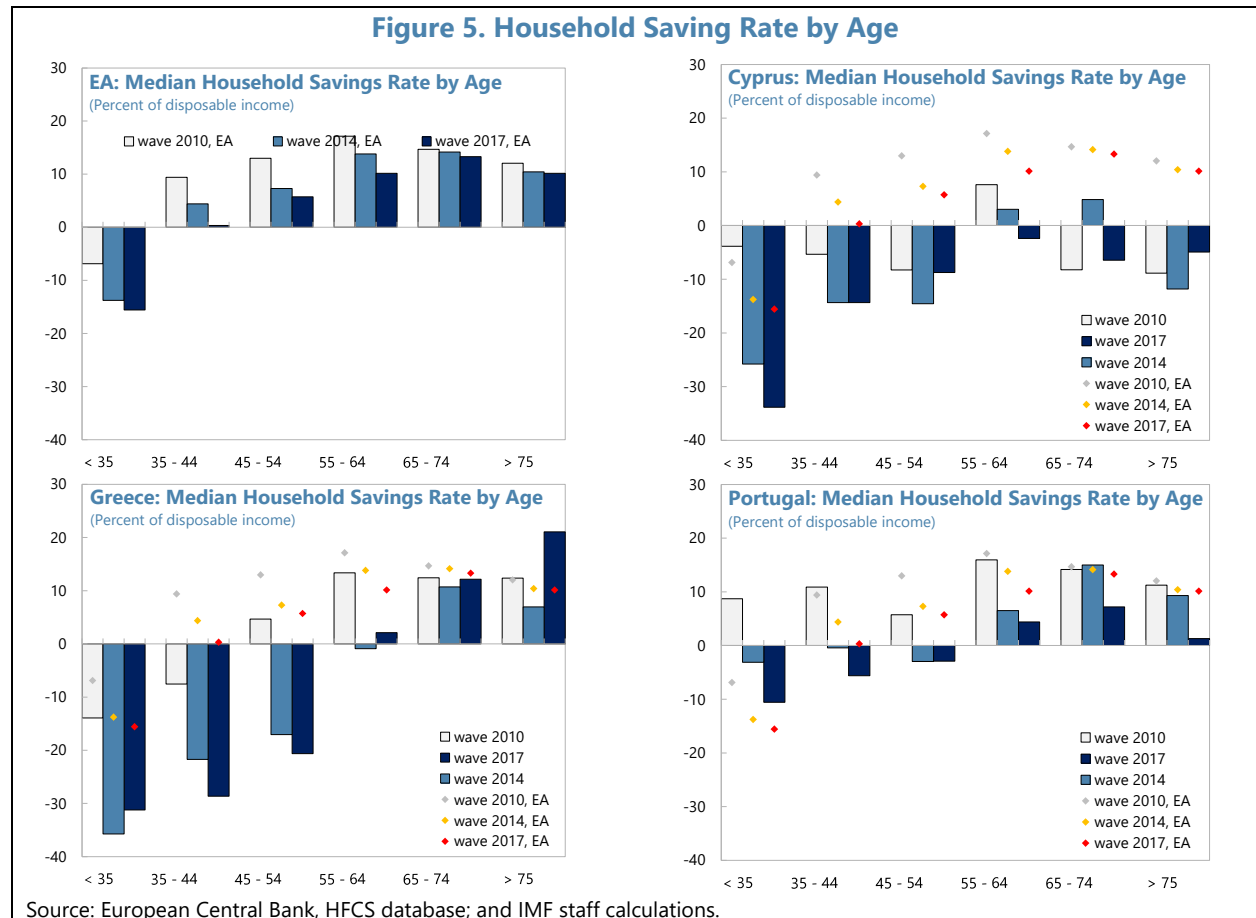 Figure 5. Household Saving Rate by Age
EA: Median Household Savings Rate by Age
(Percent of disposable income)
wave 2010, EA wave 2014, EA wave 2017, EA
30
20
10
0
-10
-20
-30
-40
< 35 35 - 44 45 - 54 55 - 64 65 - 74 > 75
Cyprus: Median Household Savings Rate by Age
(Percent of disposable income)
30
20
10
0
-10
-20
-30
-40
wave 2010
wave 2017
wave 2014
wave 2010, EA
wave 2014, EA
wave 2017, EA
< 35 35 - 44 45 - 54 55 - 64 65 - 74 > 75
Greece: Median Household Savings Rate by Age
(Percent of disposable income)
30
20
10
0
-10
-20
-30
-40
wave 2010
wave 2017
wave 2014
wave 2010, EA
wave 2014, EA
wave 2017, EA
< 35 35 - 44 45 - 54 55 - 64 65 - 74 > 75
Portugal: Median Household Savings Rate by Age
(Percent of disposable income)
30
20
10
0
-10
-20
-30
-40
wave 2010
wave 2017
wave 2014
wave 2010, EA
wave 2014, EA
wave 2017, EA
< 35 35 - 44 45 - 54 55 - 64 65 - 74 > 75
Source: European Central Bank, HFCS database; and IMF staff calculations.